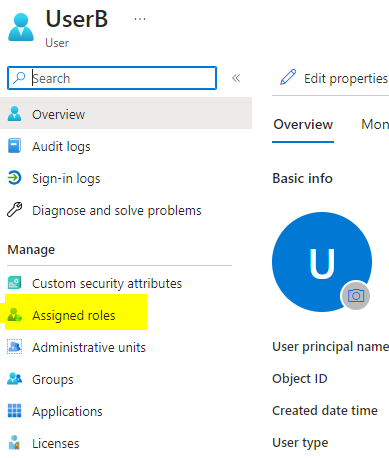 UserB ...
User
Search
«
Edit properties
Overview
Audit logs
Sign-in logs
Diagnose and solve problems
Manage
Custom security attributes
Assigned roles
Administrative units
Groups
Applications
Licenses
Overview Mon
Basic info
U
User principal name
Object ID
Created date time
User type